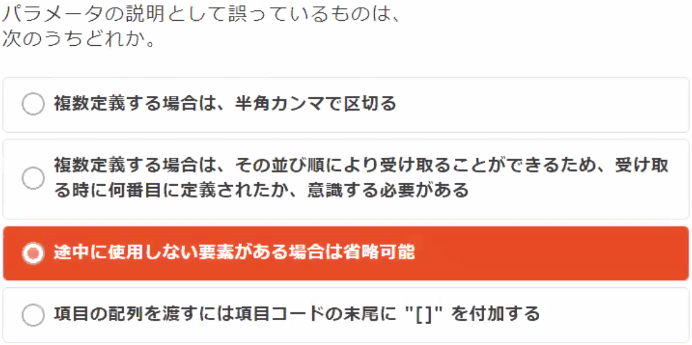 パラメータの説明として誤っているものは、
次のうちどれか。
複数定義する場合は、半角カンマで区切る
複数定義する場合は、その並び順により受け取ることができるため、受け取
る時に何番目に定義されたか、意識する必要がある
途中に使用しない要素がある場合は省略可能
項目の配列を渡すには項目コードの末尾に "[]" を付加する